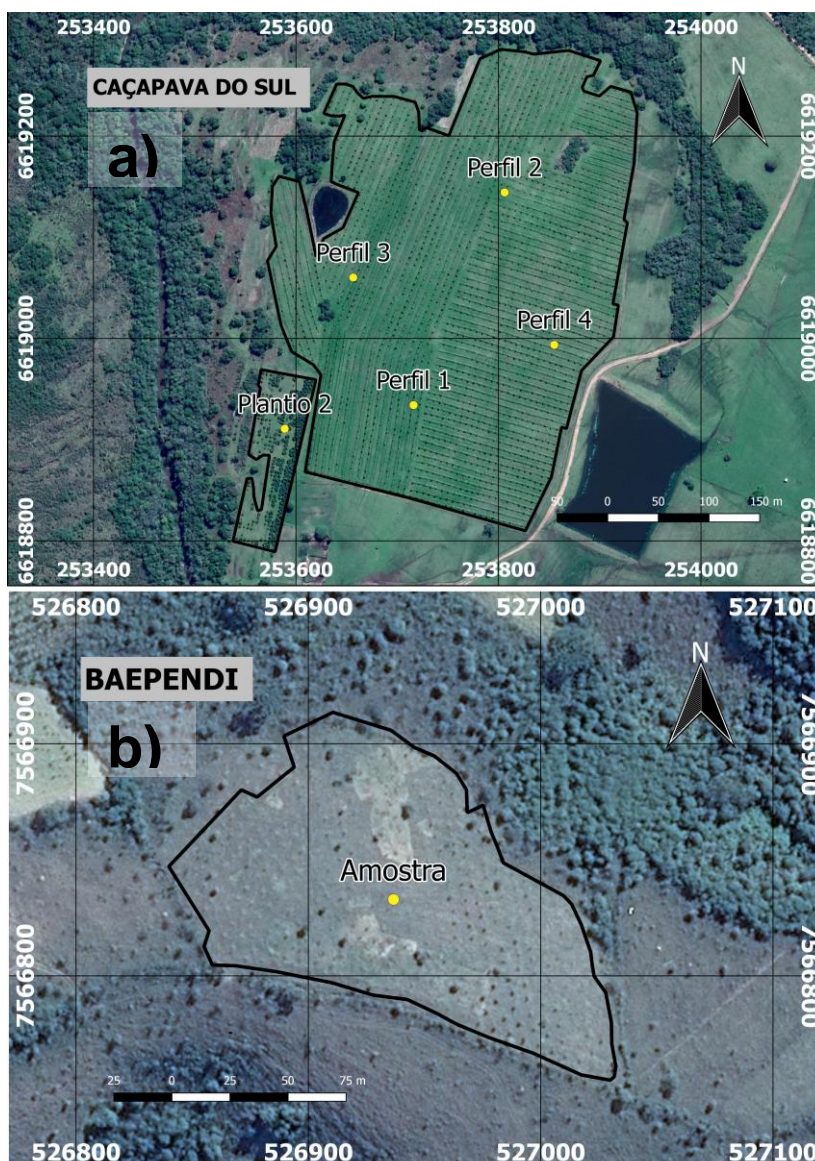 253400 253600 253800 254000
CAÇAPAVA DO SUL
N
a)
6619200 6619200
Perfil 2
Perfil 3
Perfil 4
6619000 6619000
Perfil 1
Plantio 2
50 0 50 100 150 m
6618800 6618800
253400 253600 253800 254000
526800 526900 527000 527100
BAEPENDI
N
b)
7566900 7566900
Amostra
7566800 7566800
25 0 25 50 75 m
526800 526900 527000 527100